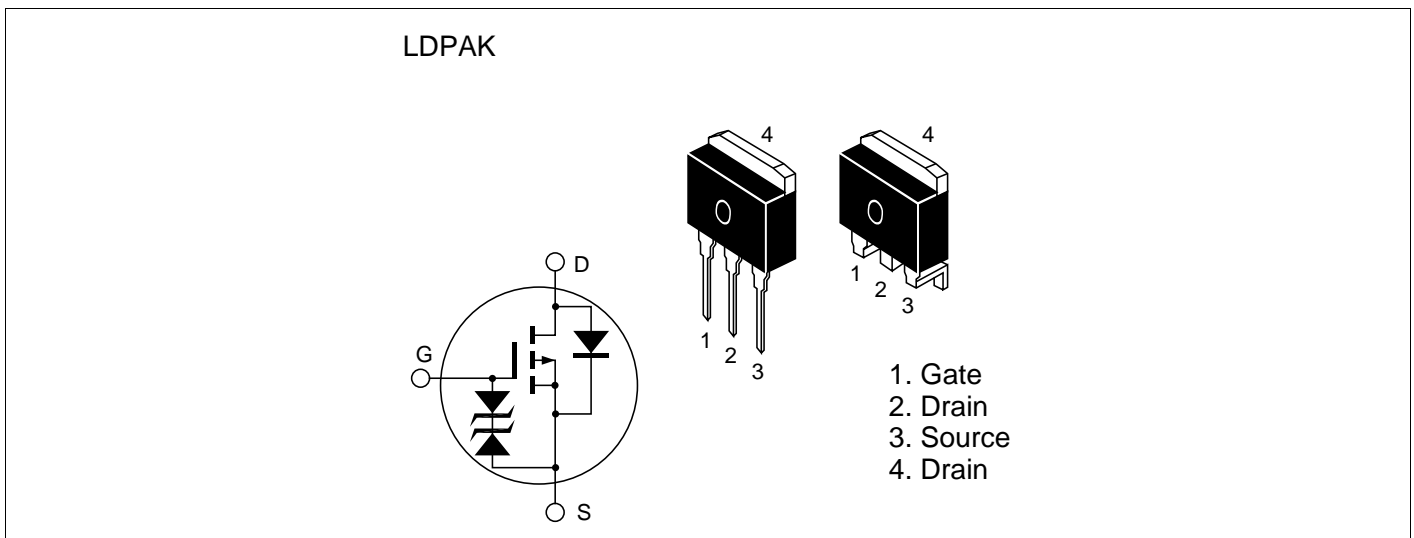 LDPAK
4
4
1
2
3
1
2
3
D
G
S
1. Gate
2. Drain
3. Source
4. Drain